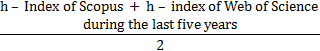 h – Index of Scopus + h – index of Web of Science
during the last five years
2